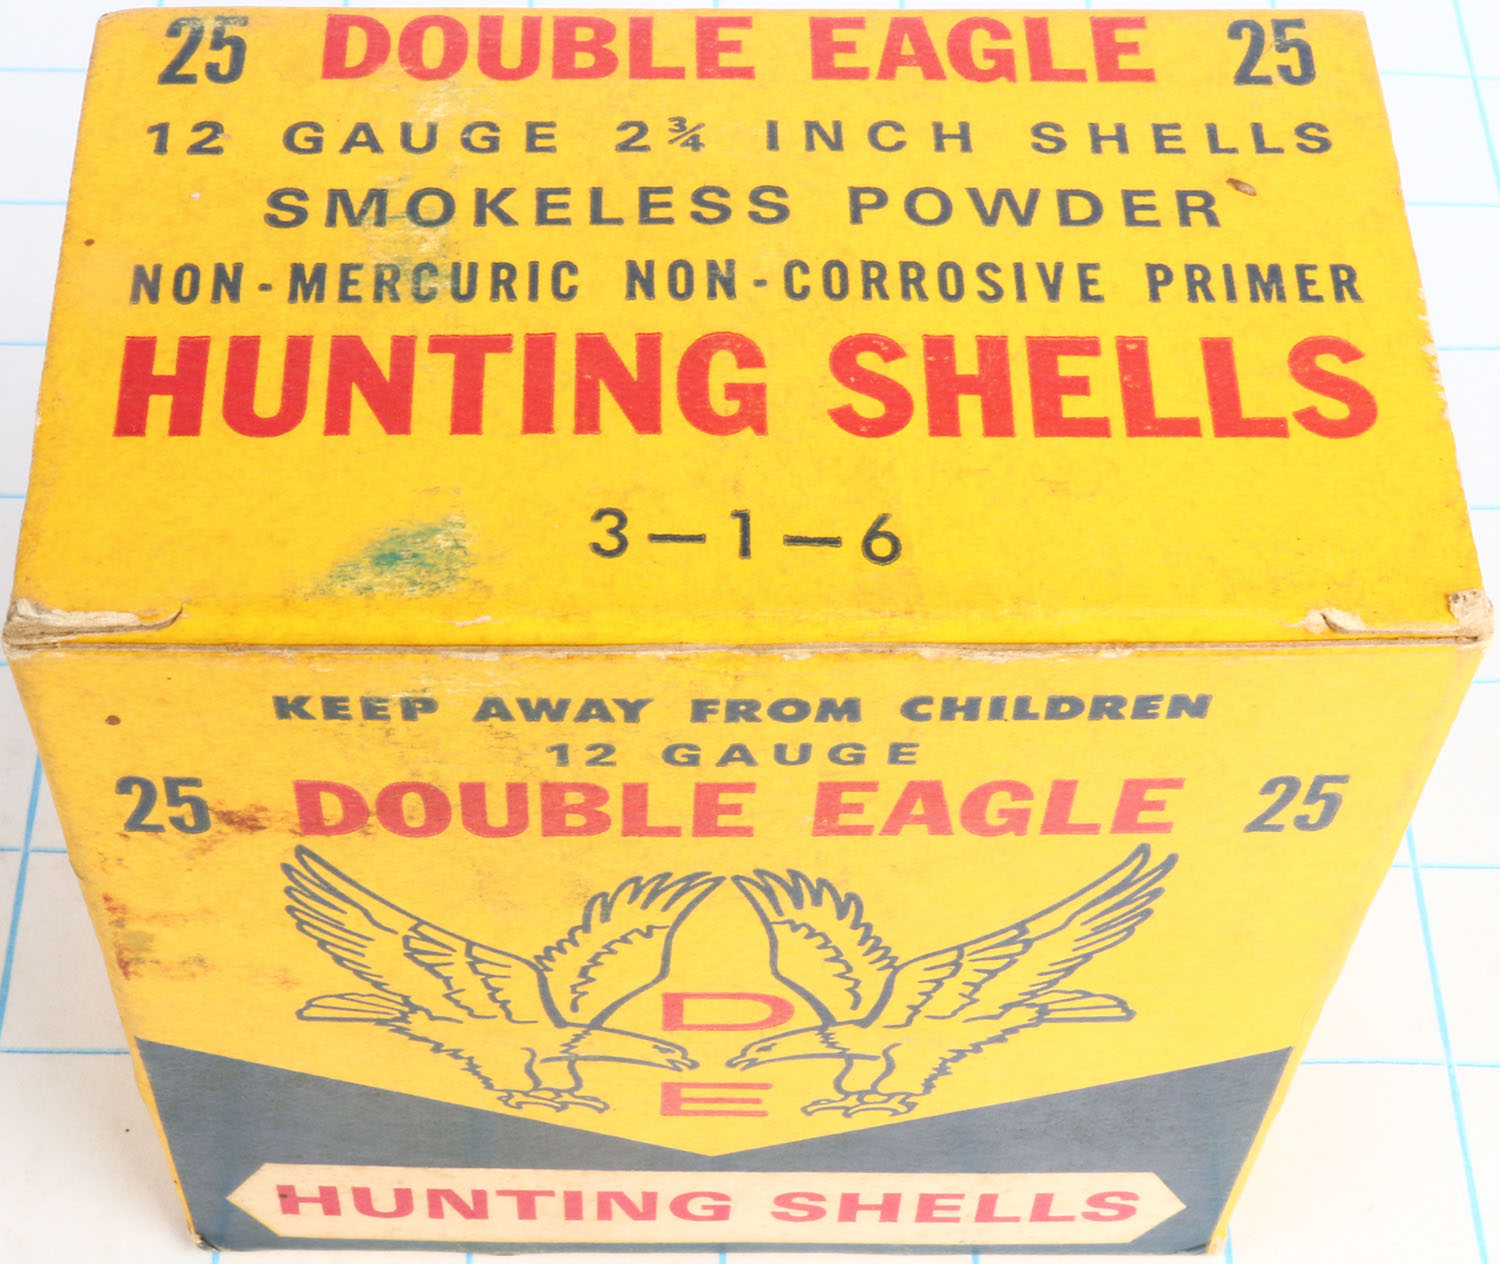 25 DOUBLE EAGLE 25
12 GAUGE 2¾ INCH SHELLS
SMOKELESS POWDER
NON-MERCURIC NON-CORROSIVE PRIMER
HUNTING SHELLS
3—1—6
KEEP AWAY FROM CHILDREN
12 GAUGE
25 DOUBLE EAGLE 25
D
E
HUNTING SHELLS